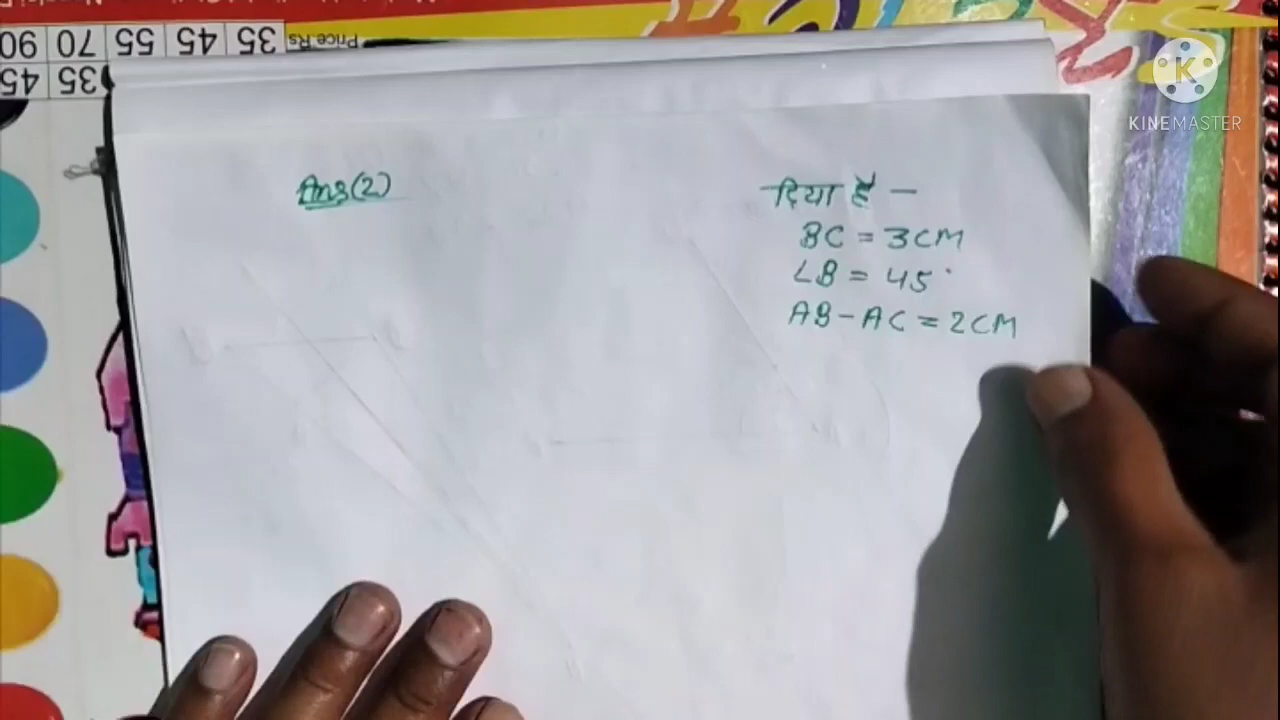 Price Rs 35 45 55 70 90
35 45
KINEMASTER
Ans(2)
दिया है -
BC = 3CM
∠B = 45°
AB - AC = 2CM